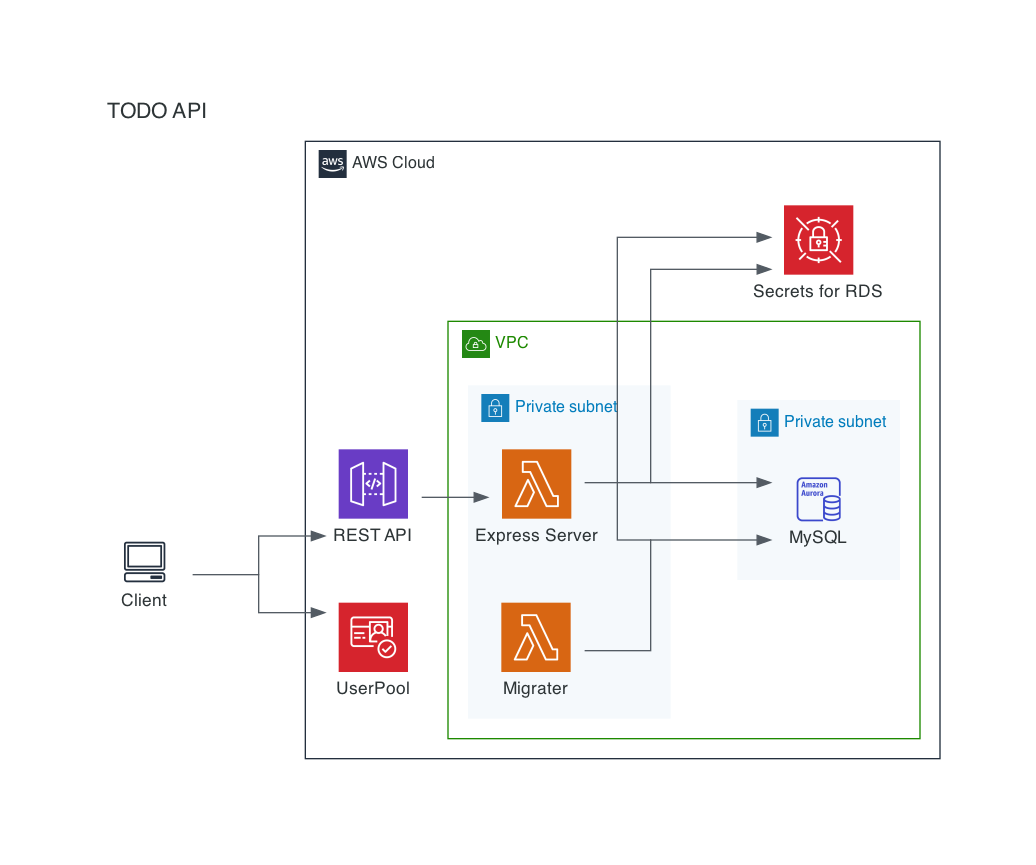 TODO API
aws
AWS Cloud
Secrets for RDS
VPC
Private subnet
Private subnet
Amazon
Aurora
REST API
Express Server
MySQL
Client
UserPool
Migrater